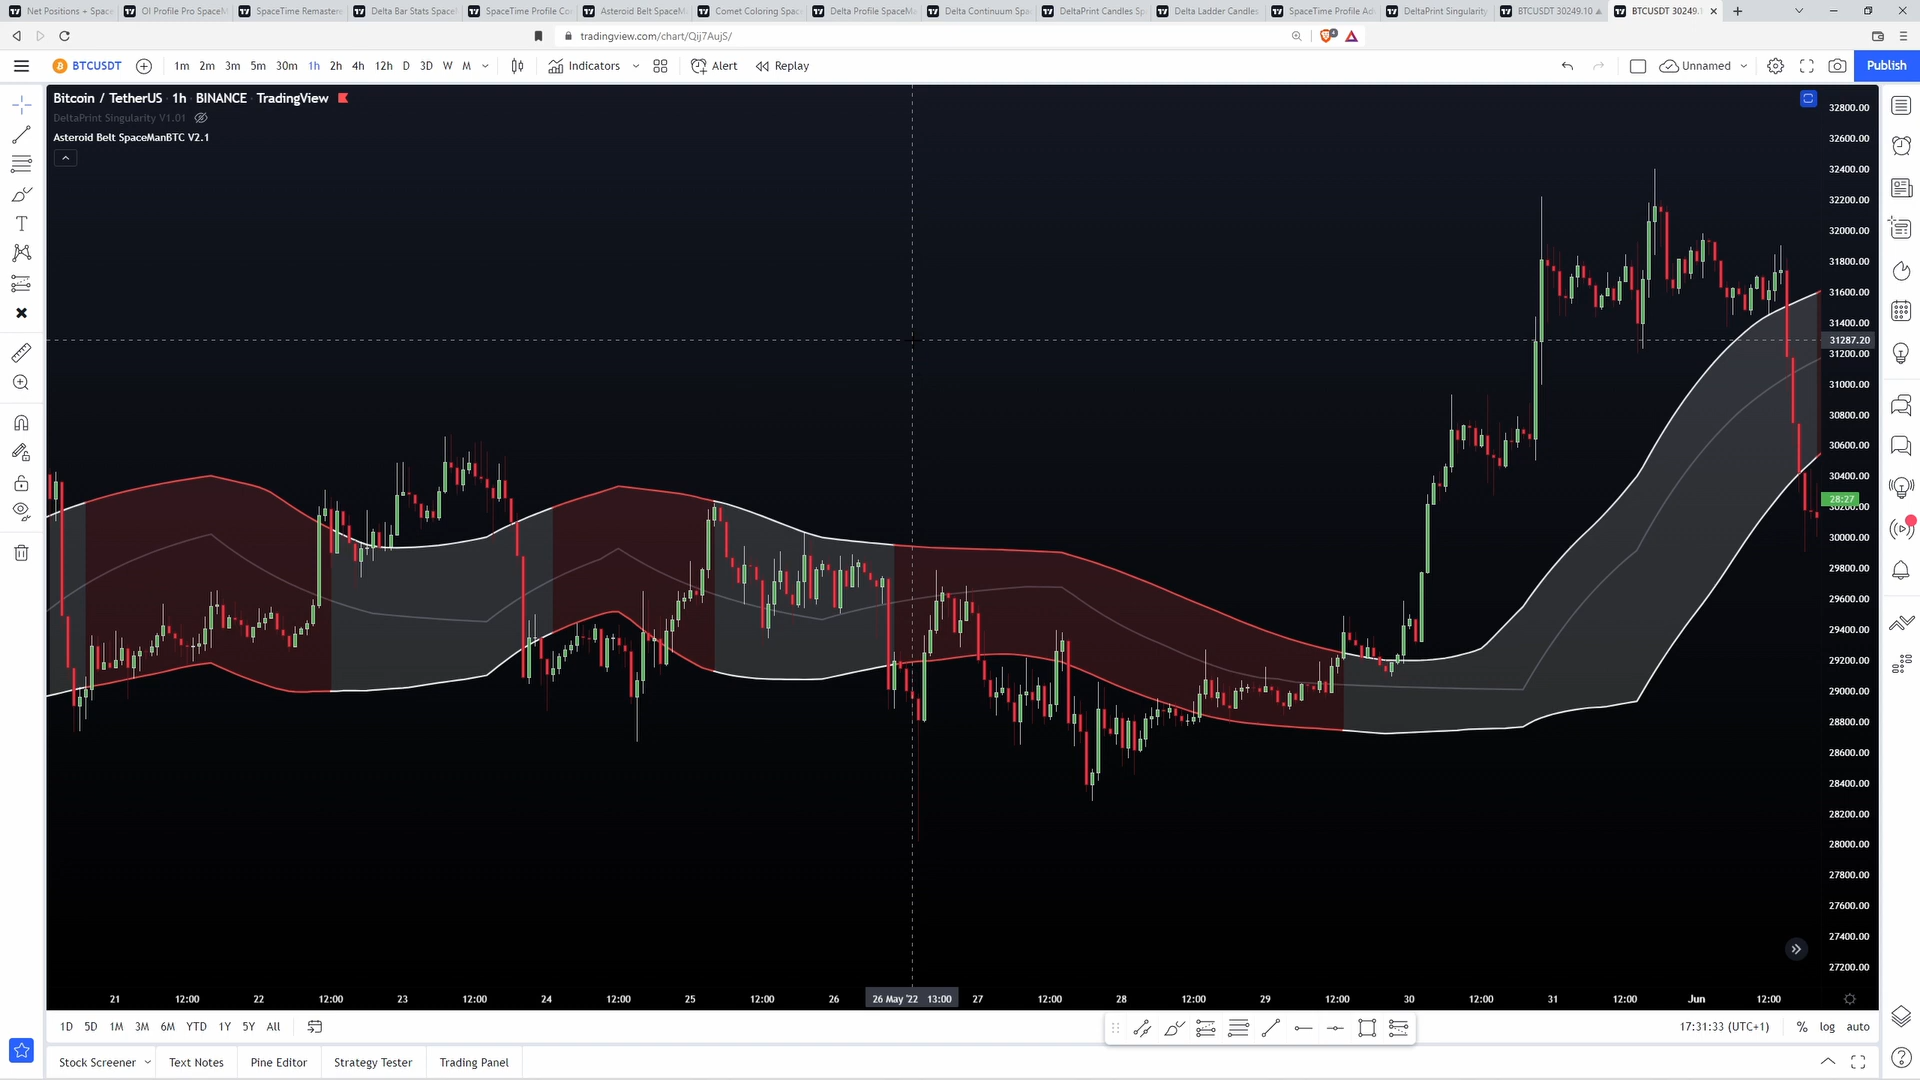 Net Positions + Space
OI Profile Pro SpaceM
SpaceTime Remastere
Delta Bar Stats Space
SpaceTime Profile Co
Asteroid Belt SpaceM
Comet Coloring Spac
Delta Profile SpaceMa
Delta Continuum Spa
DeltaPrint Candles Sp
Delta Ladder Candles
SpaceTime Profile Ad
DeltaPrint Singularity
BTCUSDT 30249.10 ▲
BTCUSDT 30249.1
tradingview.com/chart/Qij7AujS/
4
BTCUSDT
1m 2m 3m 5m 30m 1h 2h 4h 12h D 3D W M
Indicators
Alert
Replay
Unnamed
Publish
Bitcoin / TetherUS · 1h · BINANCE · TradingView
DeltaPrint Singularity V1.01
Asteroid Belt SpaceManBTC V2.1
32800.00
32600.00
32400.00
32200.00
32000.00
31800.00
31600.00
31400.00
31287.20
31200.00
31000.00
30800.00
30600.00
30400.00
28:27
30200.00
30000.00
29800.00
29600.00
29400.00
29200.00
29000.00
28800.00
28600.00
28400.00
28200.00
28000.00
27800.00
27600.00
27400.00
27200.00
21 12:00 22 12:00 23 12:00 24 12:00 25 12:00 26 26 May '22 13:00 27 12:00 28 12:00 29 12:00 30 12:00 31 12:00 Jun 12:00
1D 5D 1M 3M 6M YTD 1Y 5Y All
17:31:33 (UTC+1)
% log auto
Stock Screener
Text Notes
Pine Editor
Strategy Tester
Trading Panel